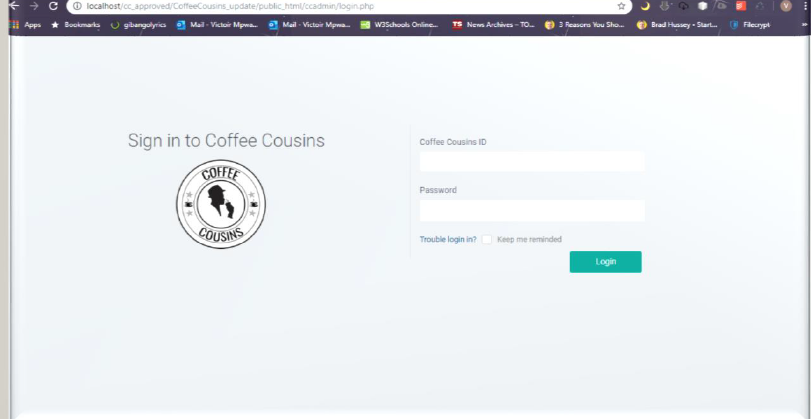 localhost/cc_approved/CoffeeCousins_update/public_html/ccadmin/login.php
Apps Bookmarks gibangolyrics Mail - Victoir Mpwa... Mail - Victoir Mpwa... W3Schools Online... TS News Archives – TO... 3 Reasons You Sho... Brad Hussey • Start... Filecrypt
Sign in to Coffee Cousins
COFFEE
COUSINS
Coffee Cousins ID
Password
Trouble login in? Keep me reminded
Login